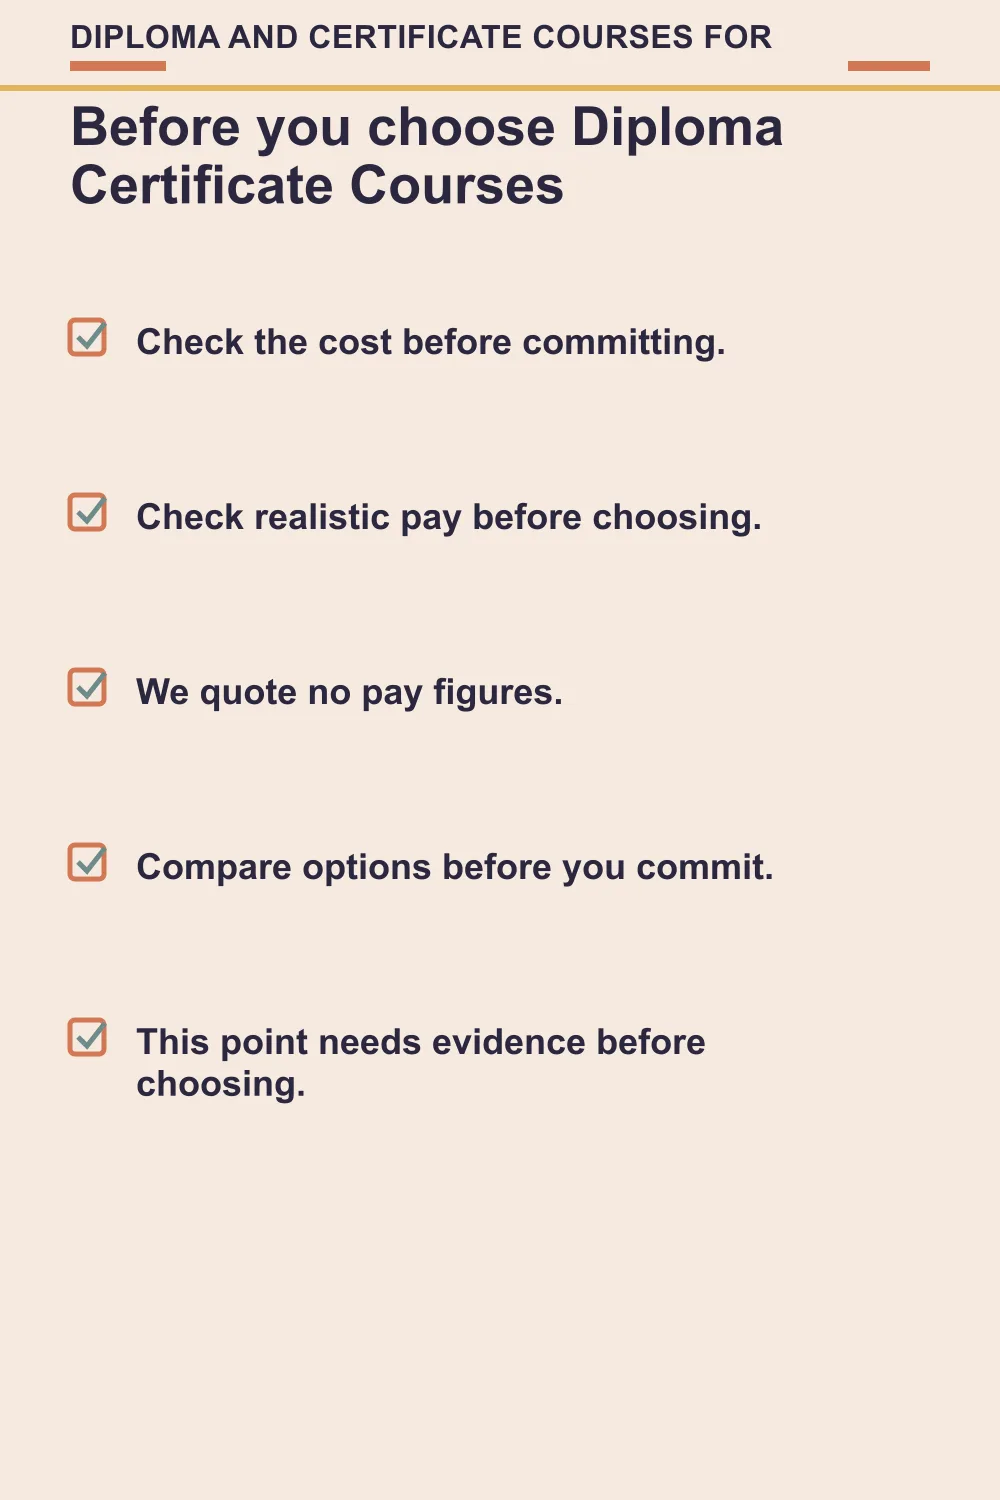 DIPLOMA AND CERTIFICATE COURSES FOR
Before you choose Diploma
Certificate Courses
Check the cost before committing.
Check realistic pay before choosing.
We quote no pay figures.
Compare options before you commit.
This point needs evidence before
choosing.